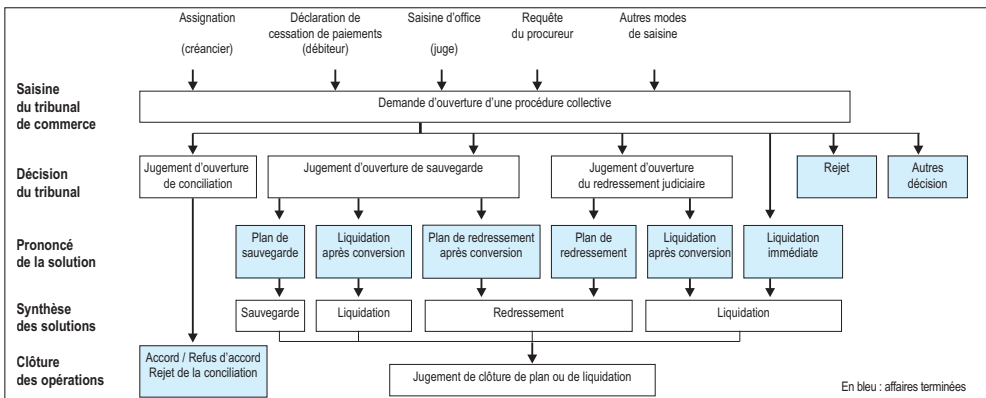 Assignation
(créancier)
Déclaration de
cessation de paiements
(débiteur)
Saisine d'office
(juge)
Requête
du procureur
Autres modes
de saisine
Saisine
du tribunal
de commerce
Demande d'ouverture d'une procédure collective
Décision
du tribunal
Jugement d'ouverture
de conciliation
Jugement d'ouverture de sauvegarde
Jugement d'ouverture
du redressement judiciaire
Rejet
Autres
décision
Prononcé
de la solution
Plan de
sauvegarde
Liquidation
après conversion
Plan de redressement
après conversion
Plan de
redressement
Liquidation
après conversion
Liquidation
immédiate
Synthèse
des solutions
Sauvegarde
Liquidation
Redressement
Liquidation
Clôture
des opérations
Accord / Refus d'accord
Rejet de la conciliation
Jugement de clôture de plan ou de liquidation
En bleu : affaires terminées